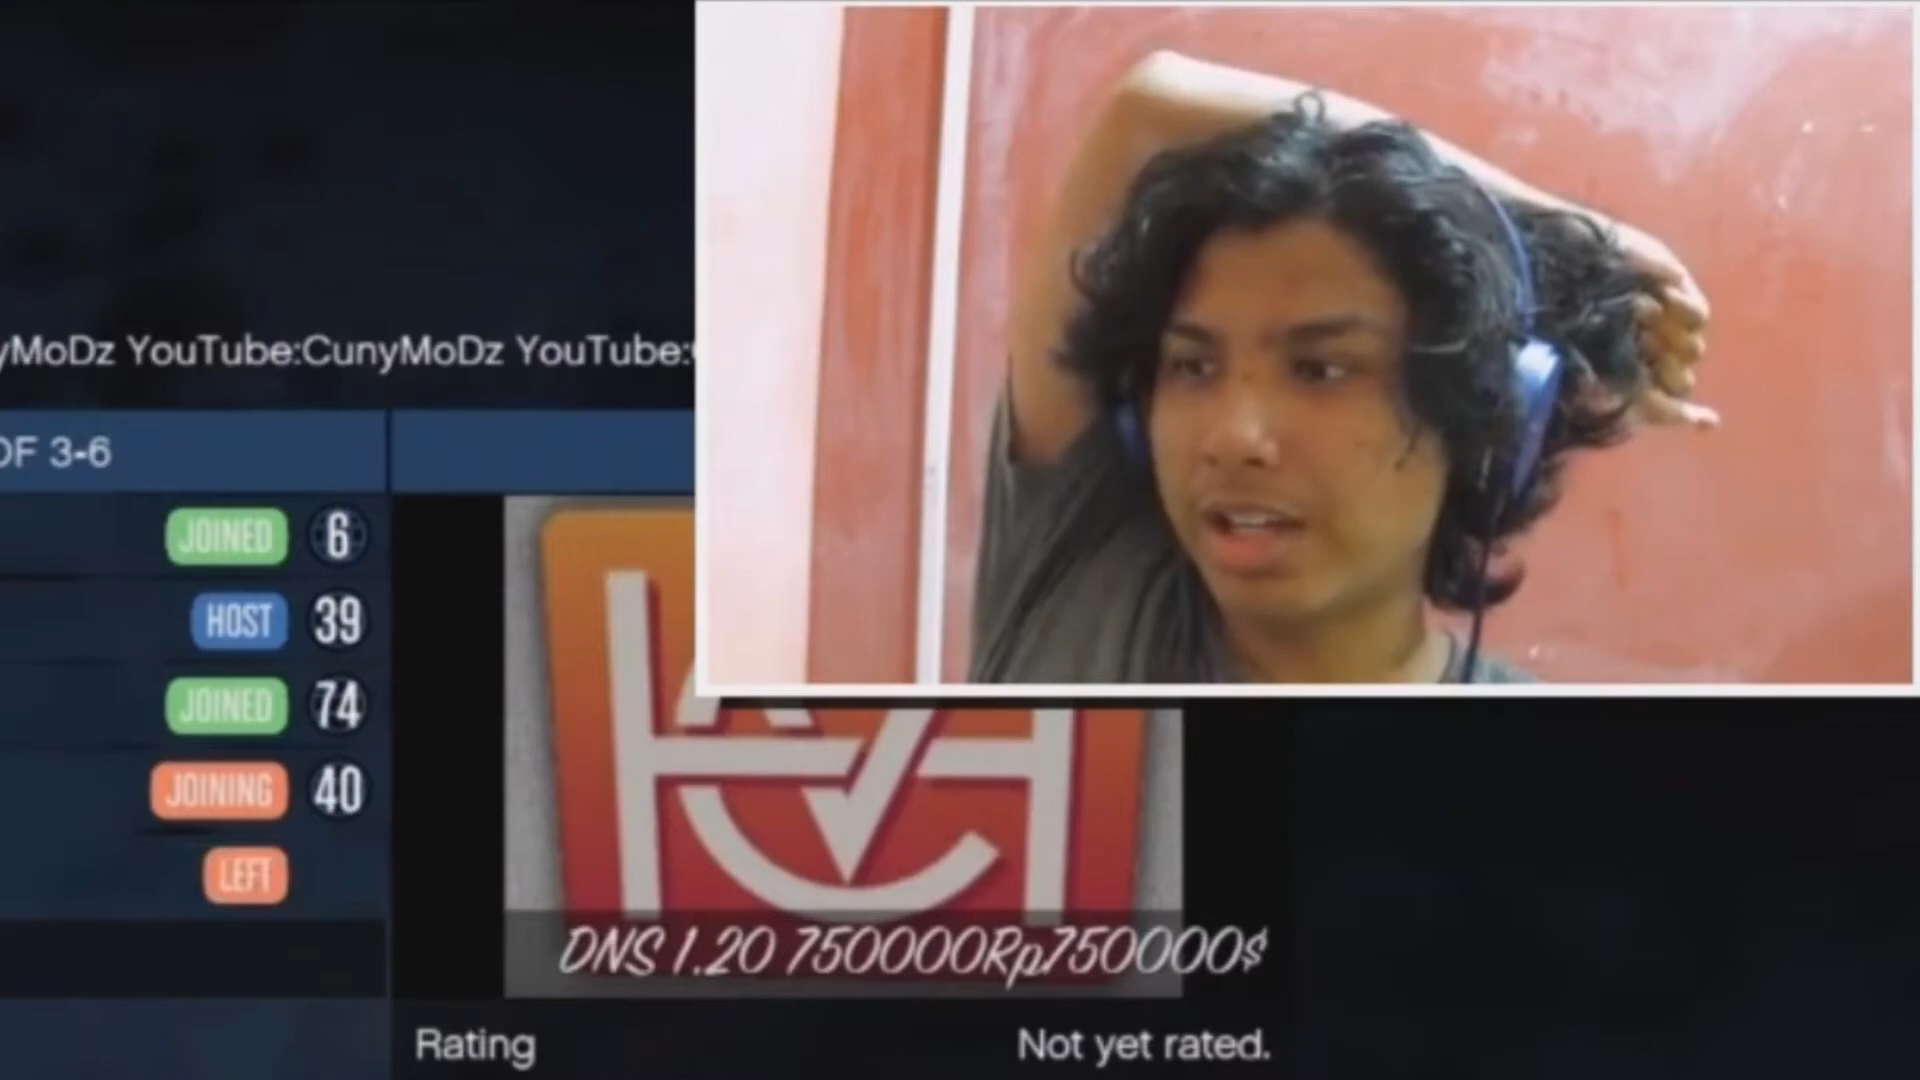 yMoDz YouTube:CunyMoDz YouTube:
OF 3-6
JOINED 6
HOST 39
JOINED 74
JOINING 40
LEFT
DNS 1.20 750000Rp750000$
Rating Not yet rated.